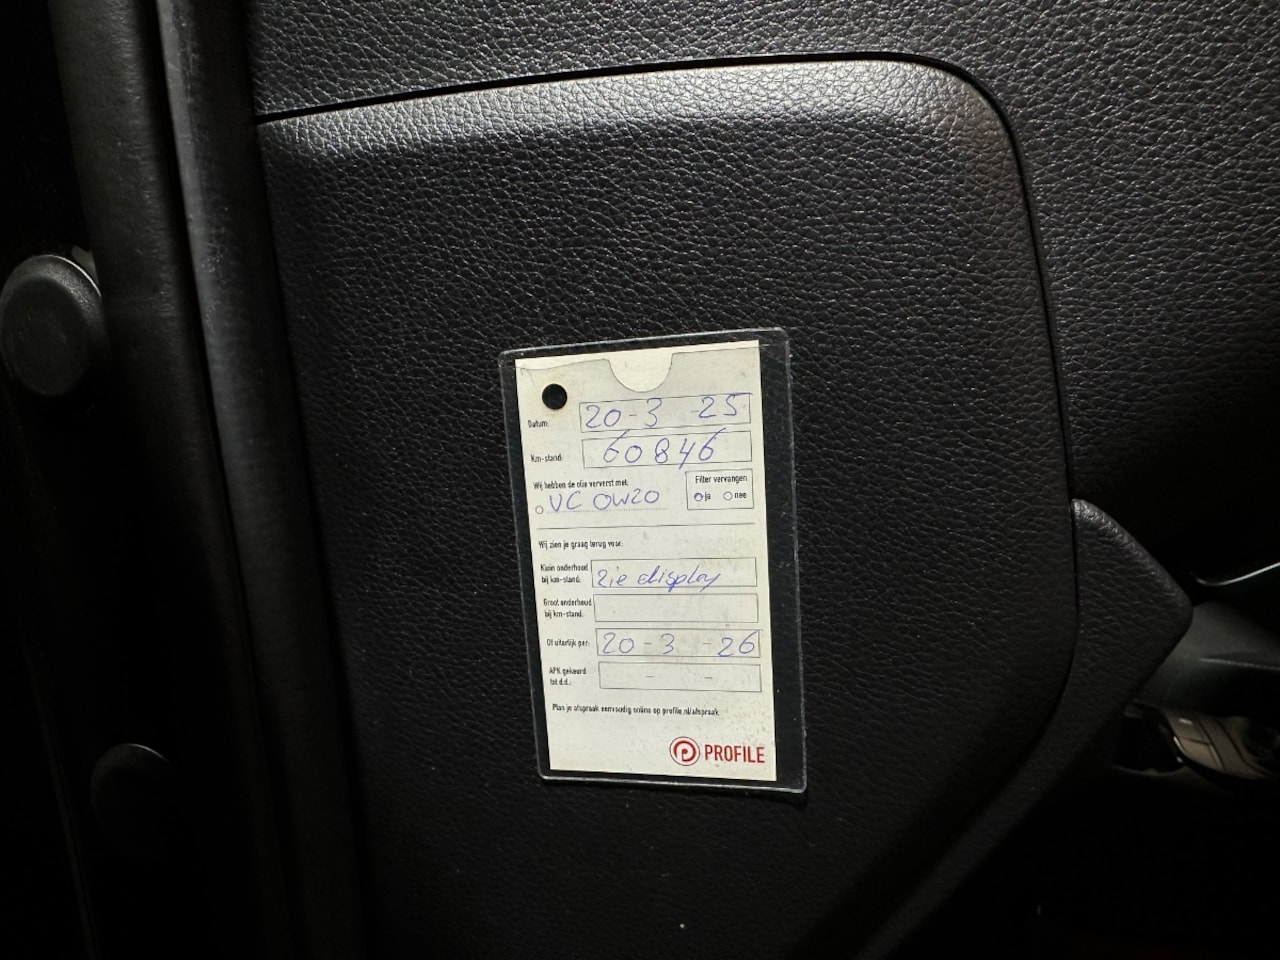 Datum: 20-3-25
Km-stand: 60846
Wij hebben de olie ververst met: Filter vervangen
VC 0W20 ja nee
Wij zien je graag terug voor:
Klein onderhoud
bij km-stand: zie display
Groot onderhoud
bij km-stand:
Of uiterlijk per: 20-3-26
APK gekeurd
tot d.d.: - -
Plan je afspraak eenvoudig online op profile.nl/afspraak
PROFILE